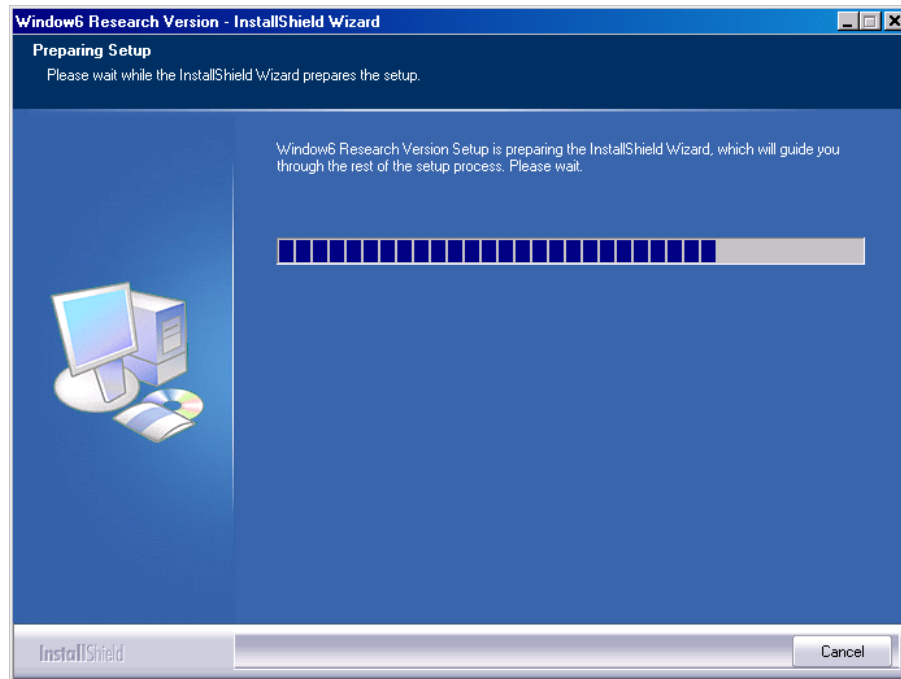 Window6 Research Version - InstallShield Wizard
Preparing Setup
Please wait while the InstallShield Wizard prepares the setup.
Window6 Research Version Setup is preparing the InstallShield Wizard, which will guide you
through the rest of the setup process. Please wait.
InstallShield
Cancel